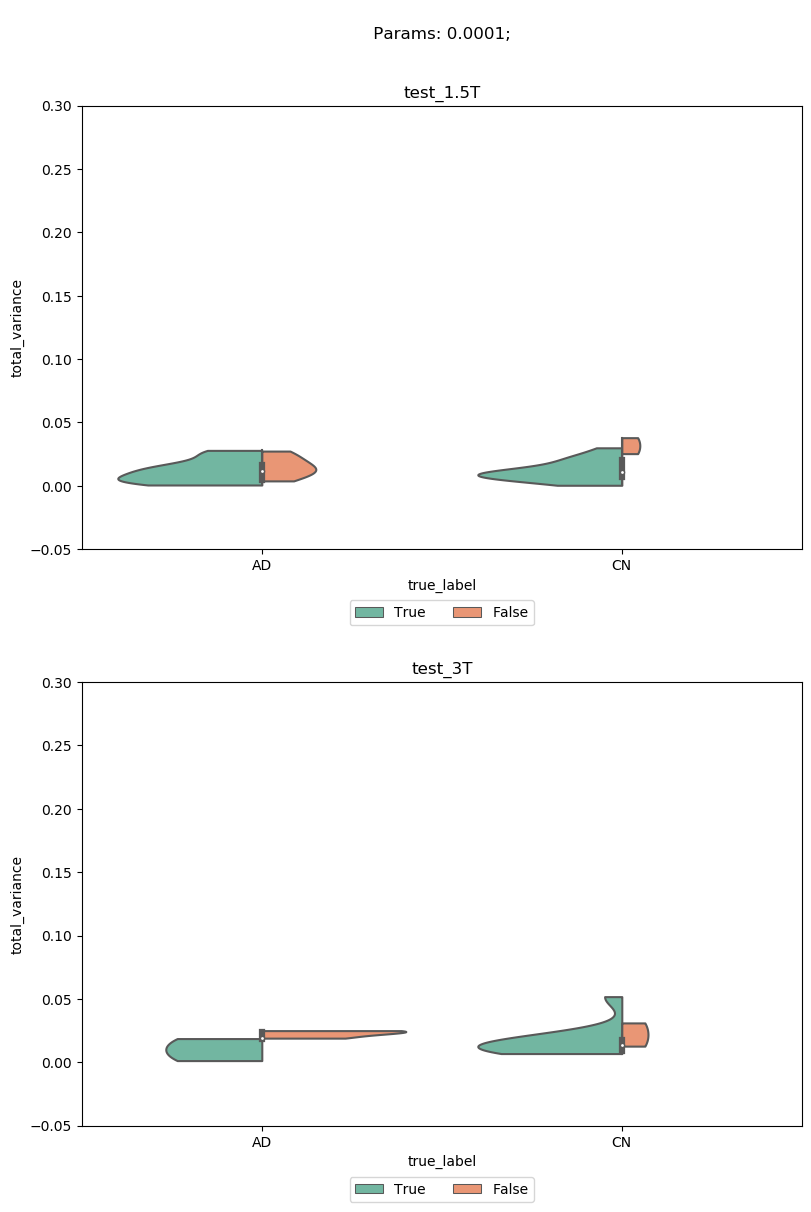 Params: 0.0001;
test_1.5T
0.30
0.25
0.20
0.15
0.10
0.05
0.00
−0.05
total_variance
AD CN
true_label
True False
test_3T
0.30
0.25
0.20
0.15
0.10
0.05
0.00
−0.05
total_variance
AD CN
true_label
True False